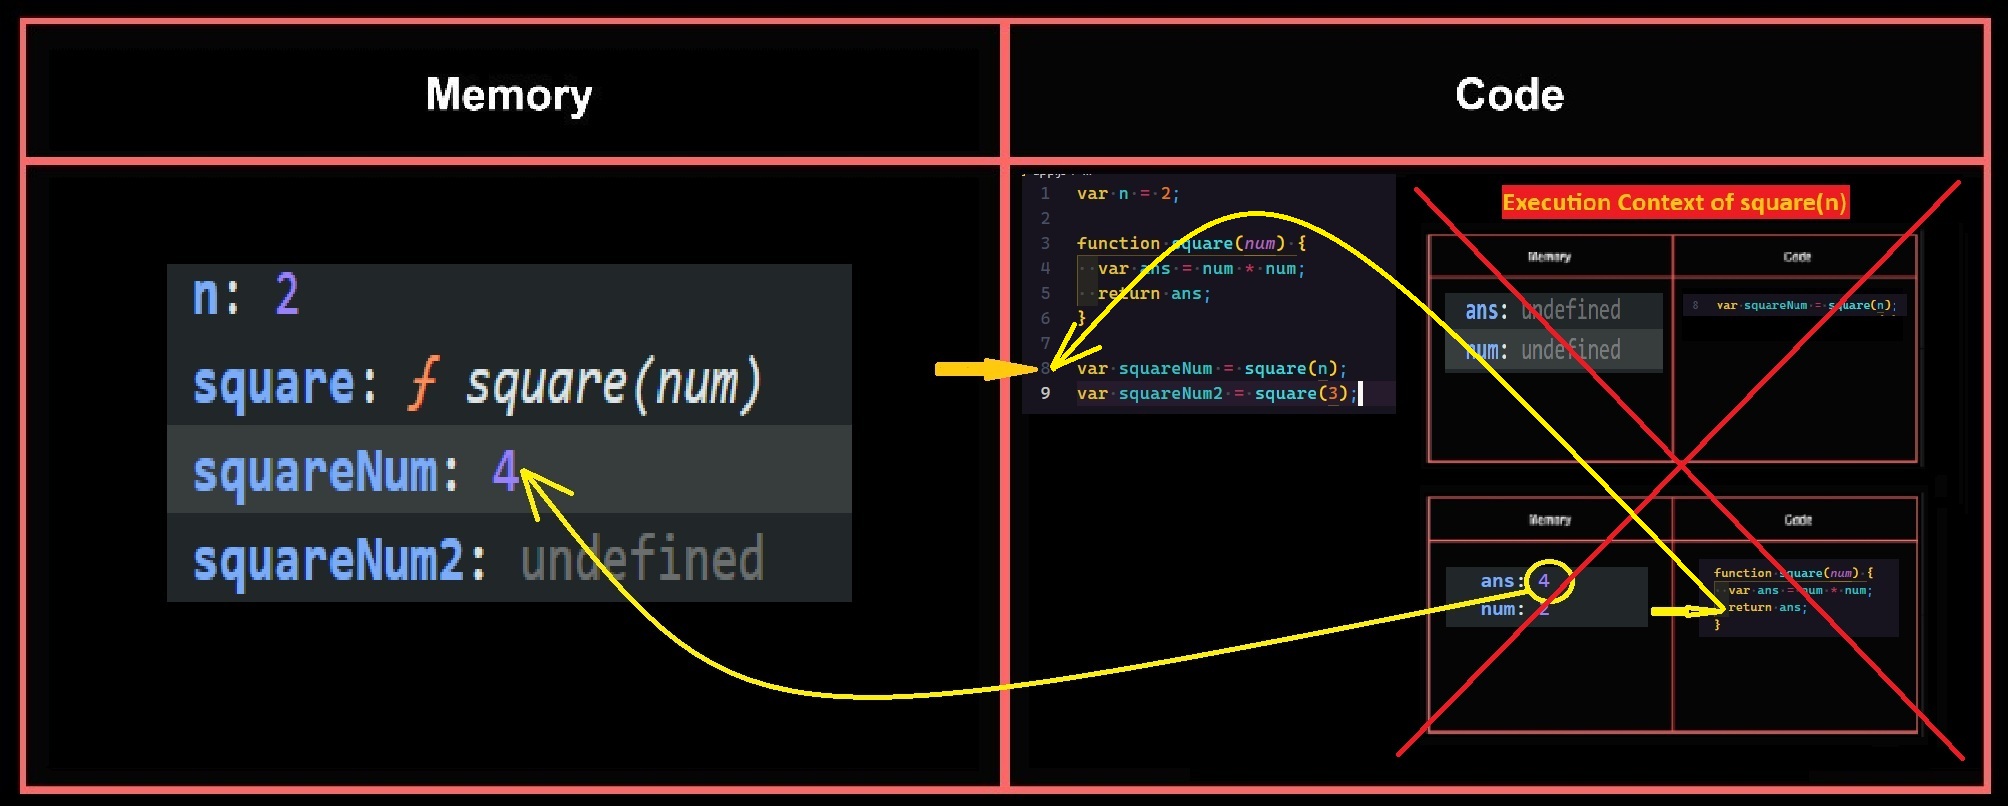 Memory
Code
n: 2
square: ƒ square(num)
squareNum: 4
squareNum2: undefined
1 var n = 2;
2
3 function square(num) {
4 var ans = num * num;
5 return ans;
6 }
7
8 var squareNum = square(n);
9 var squareNum2 = square(3);
Execution Context of square(n)
Memory
Code
ans: undefined
num: undefined
8 var squareNum = square(n);
Memory
Code
ans: 4
num: 2
function square(num) {
var ans = num * num;
return ans;
}